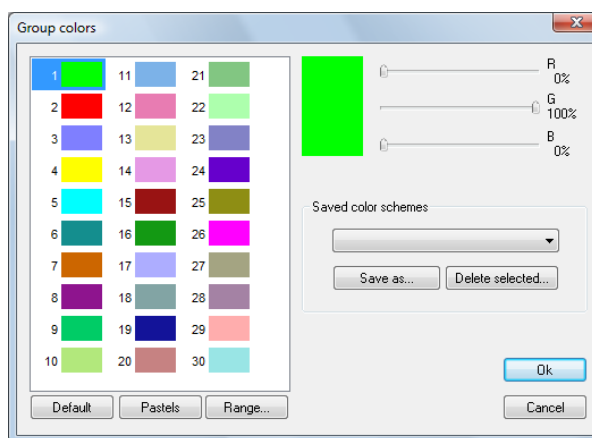 Group colors
1 11 21
2 12 22
3 13 23
4 14 24
5 15 25
6 16 26
7 17 27
8 18 28
9 19 29
10 20 30
Default Pastels Range...
R
0%
G
100%
B
0%
Saved color schemes
Save as... Delete selected...
Ok
Cancel